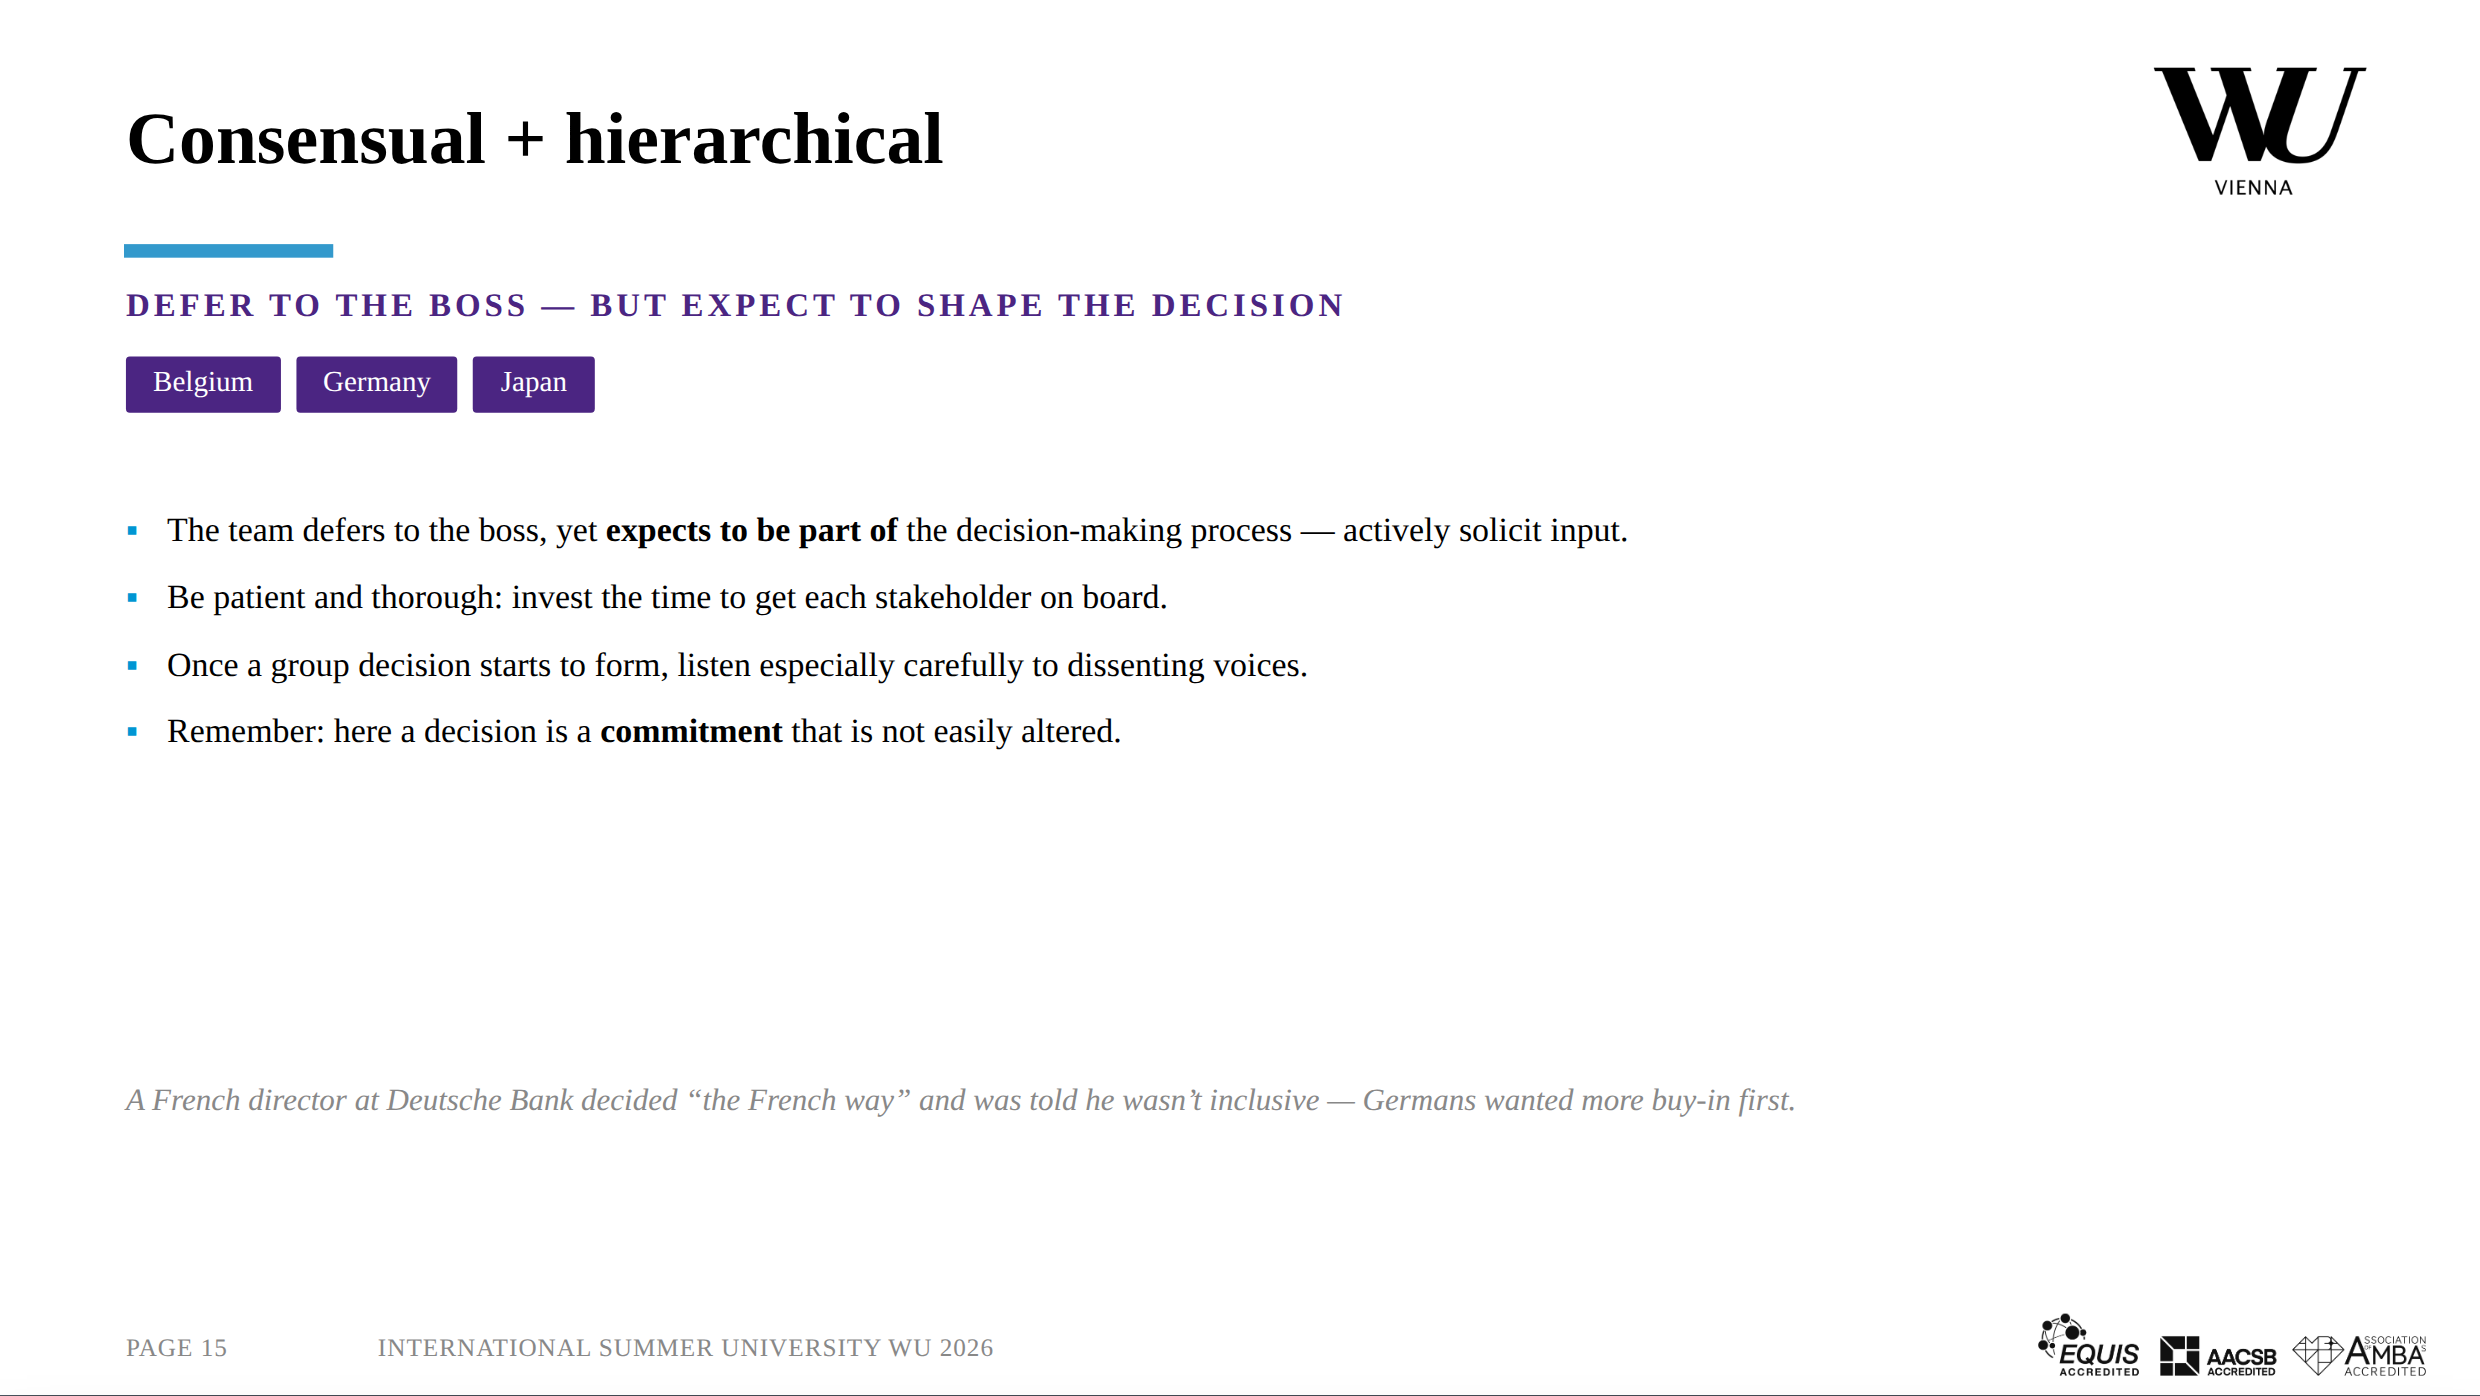 Consensual + hierarchical
WU
VIENNA
DEFER TO THE BOSS — BUT EXPECT TO SHAPE THE DECISION
Belgium Germany Japan
▪ The team defers to the boss, yet expects to be part of the decision-making process — actively solicit input.
▪ Be patient and thorough: invest the time to get each stakeholder on board.
▪ Once a group decision starts to form, listen especially carefully to dissenting voices.
▪ Remember: here a decision is a commitment that is not easily altered.
A French director at Deutsche Bank decided “the French way” and was told he wasn’t inclusive — Germans wanted more buy-in first.
PAGE 15 INTERNATIONAL SUMMER UNIVERSITY WU 2026
EQUIS
ACCREDITED
AACSB
ACCREDITED
ASSOCIATION
OF MBAs
ACCREDITED